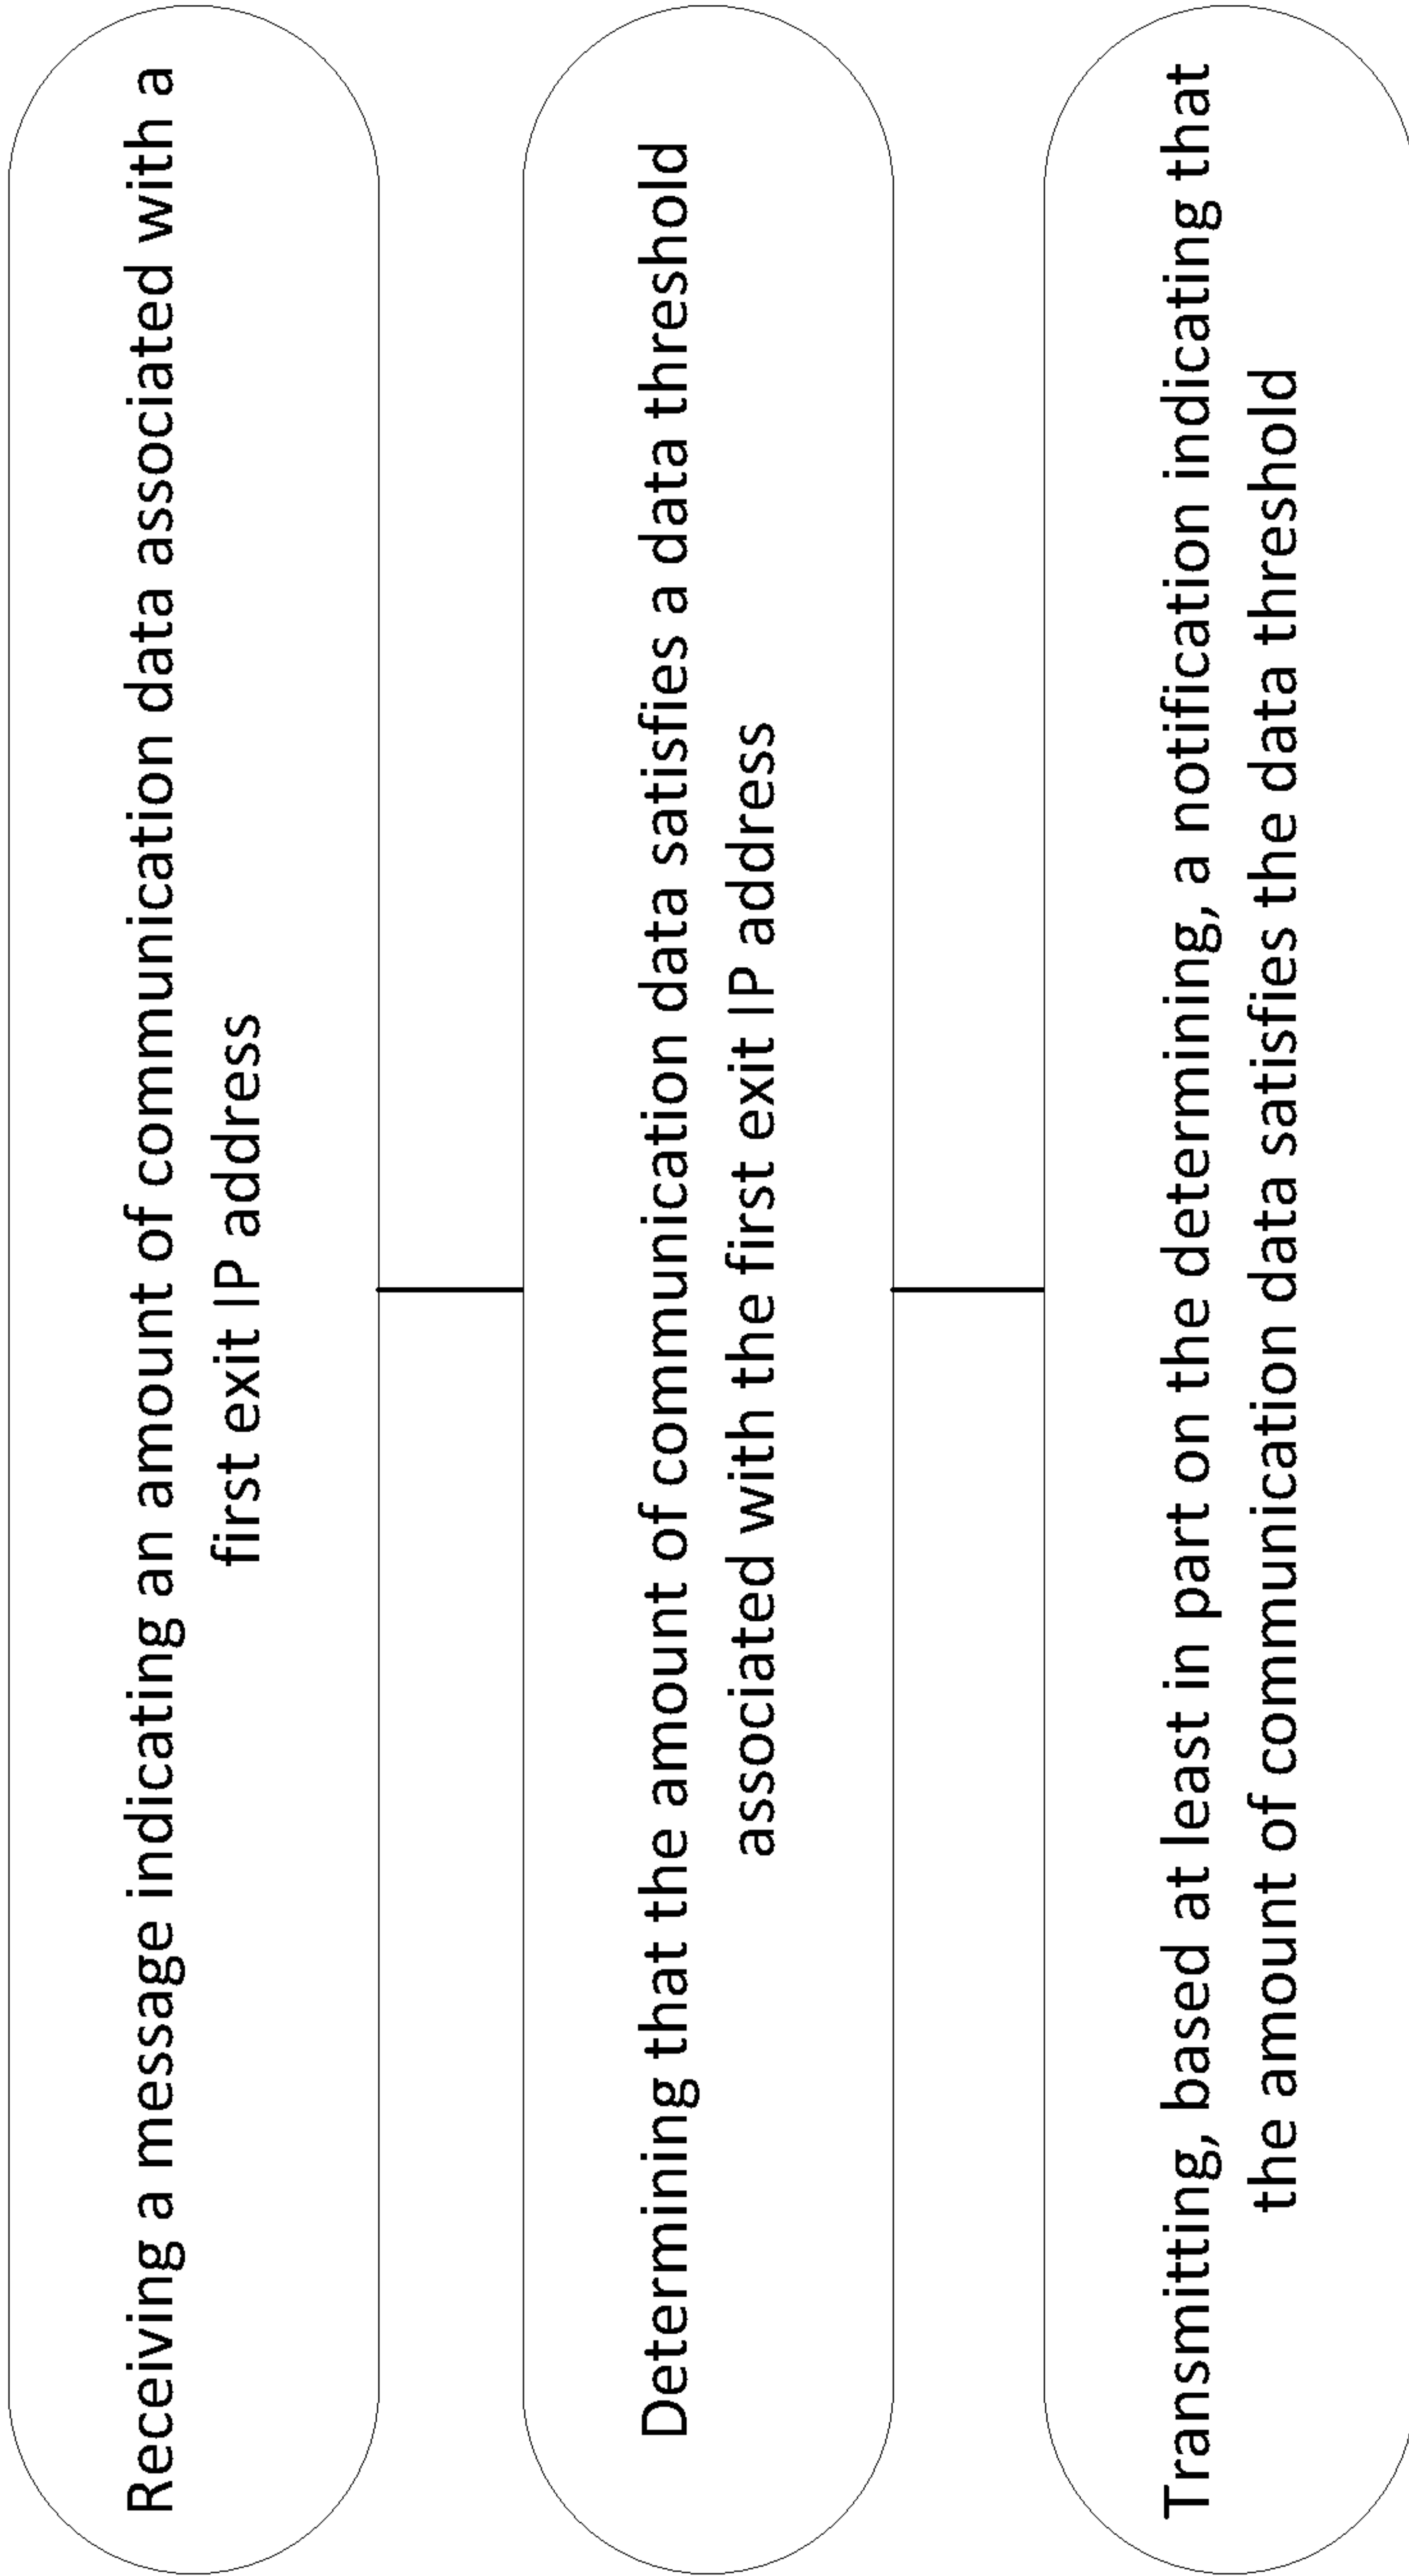 Receiving a message indicating an amount of communication data associated with a
first exit IP address
Determining that the amount of communication data satisfies a data threshold
associated with the first exit IP address
Transmitting, based at least in part on the determining, a notification indicating that
the amount of communication data satisfies the data threshold